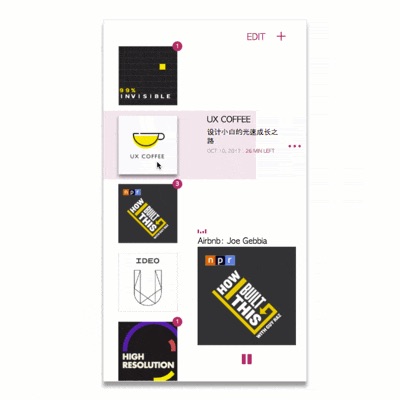 EDIT +
1
99%
INVISIBLE
UX COFFEE
UX COFFEE
设计小白的光速成长之
路
OCT 10, 2017 , 26 MIN LEFT
3
npr
HOW
I BUILT
THIS
Airbnb: Joe Gebbia
IDEO
U
npr
HOW
I BUILT
THIS
WITH GUY RAZ
1
HIGH
RESOLUTION